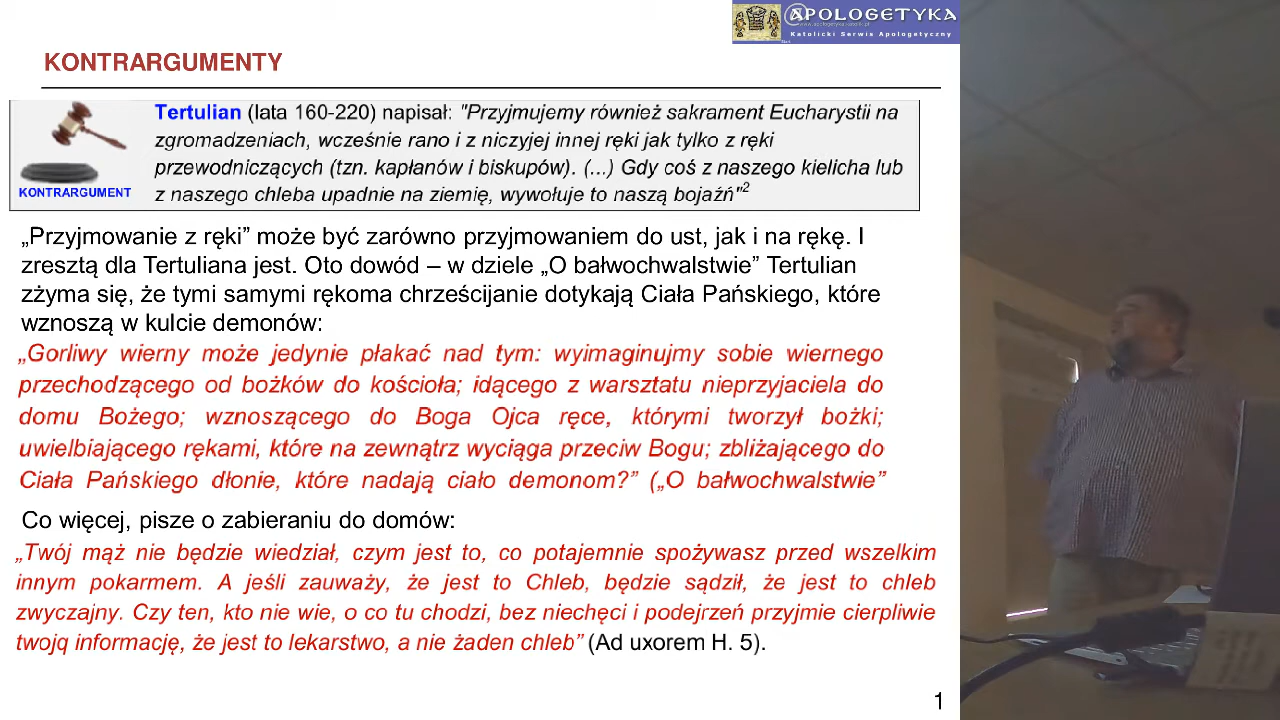 @POLOGETYKA
Katolicki Serwis Apologetyczny
KONTRARGUMENTY
Tertulian (lata 160-220) napisał: "Przyjmujemy również sakrament Eucharystii na
zgromadzeniach, wcześnie rano i z niczyjej innej ręki jak tylko z ręki
przewodniczących (tzn. kapłanów i biskupów). (...) Gdy coś z naszego kielicha lub
z naszego chleba upadnie na ziemię, wywołuje to naszą bojaźń"2
KONTRARGUMENT
„Przyjmowanie z ręki” może być zarówno przyjmowaniem do ust, jak i na rękę. I
zresztą dla Tertuliana jest. Oto dowód – w dziele „O bałwochwalstwie” Tertulian
zżyma się, że tymi samymi rękoma chrześcijanie dotykają Ciała Pańskiego, które
wznoszą w kulcie demonów:
„Gorliwy wierny może jedynie płakać nad tym: wyimaginujmy sobie wiernego
przechodzącego od bożków do kościoła; idącego z warsztatu nieprzyjaciela do
domu Bożego; wznoszącego do Boga Ojca ręce, którymi tworzył bożki;
uwielbiającego rękami, które na zewnątrz wyciąga przeciw Bogu; zbliżającego do
Ciała Pańskiego dłonie, które nadają ciało demonom?” („O bałwochwalstwie”
Co więcej, pisze o zabieraniu do domów:
„Twój mąż nie będzie wiedział, czym jest to, co potajemnie spożywasz przed wszelkim
innym pokarmem. A jeśli zauważy, że jest to Chleb, będzie sądził, że jest to chleb
zwyczajny. Czy ten, kto nie wie, o co tu chodzi, bez niechęci i podejrzeń przyjmie cierpliwie
twoją informację, że jest to lekarstwo, a nie żaden chleb” (Ad uxorem H. 5).
1